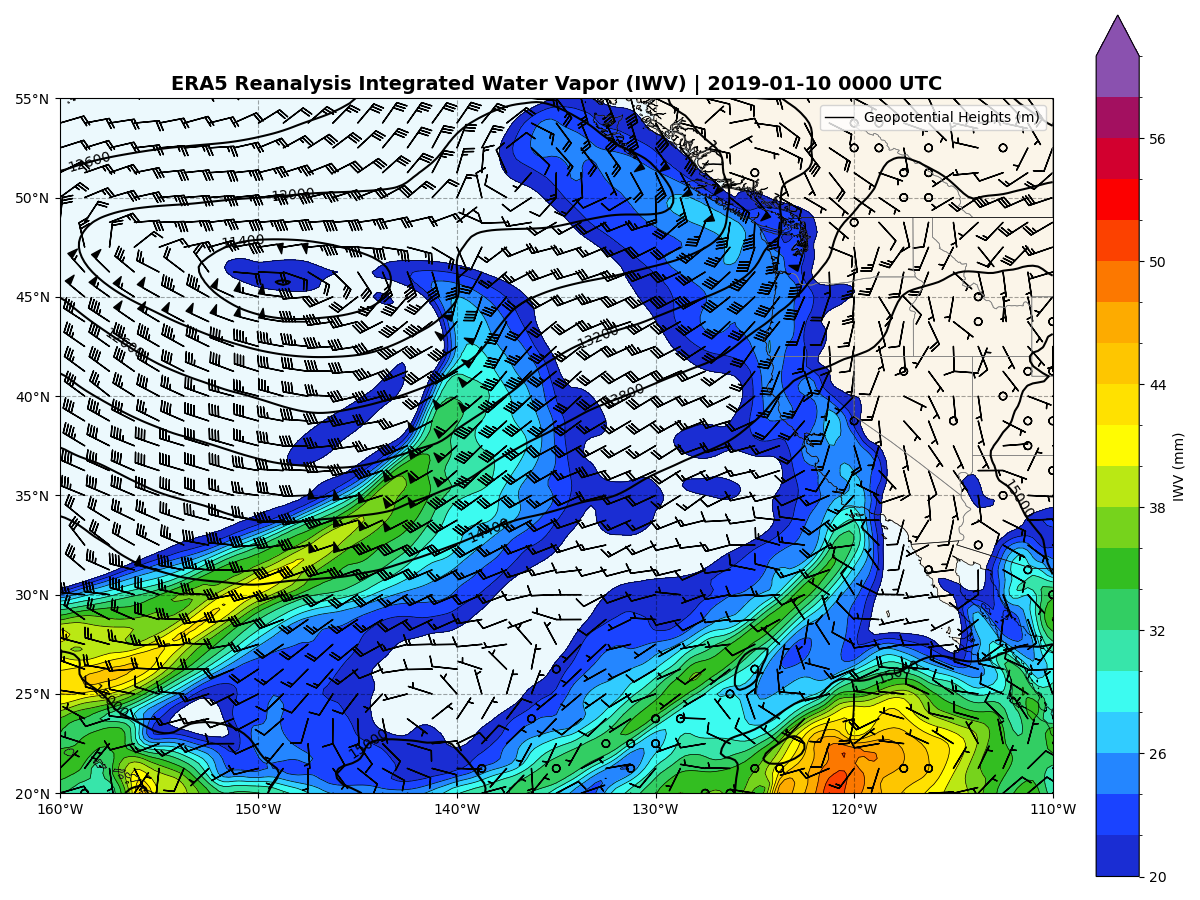 ERA5 Reanalysis Integrated Water Vapor (IWV) | 2019-01-10 0000 UTC
Geopotential Heights (m)
55°N
50°N
45°N
40°N
35°N
30°N
25°N
20°N
160°W
150°W
140°W
130°W
120°W
110°W
12600
12000
11400
13200
13800
14400
15000
15000
56
50
44
38
32
26
20
IWV (mm)